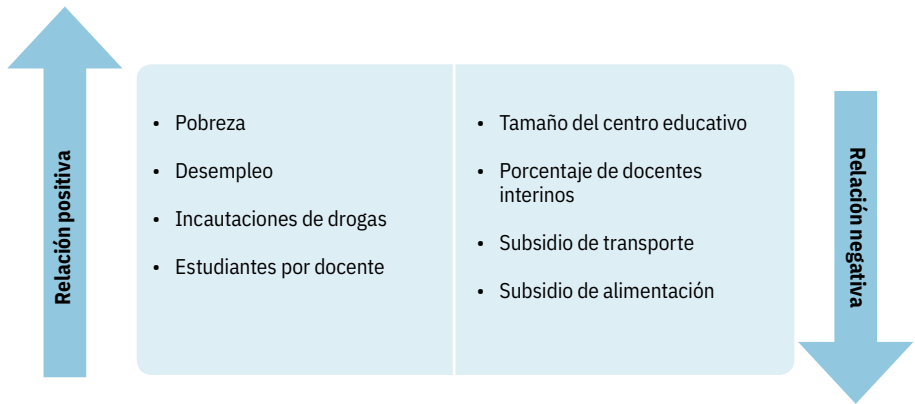 Relación positiva
• Pobreza
• Desempleo
• Incautaciones de drogas
• Estudiantes por docente
• Tamaño del centro educativo
• Porcentaje de docentes
interinos
• Subsidio de transporte
• Subsidio de alimentación
Relación negativa